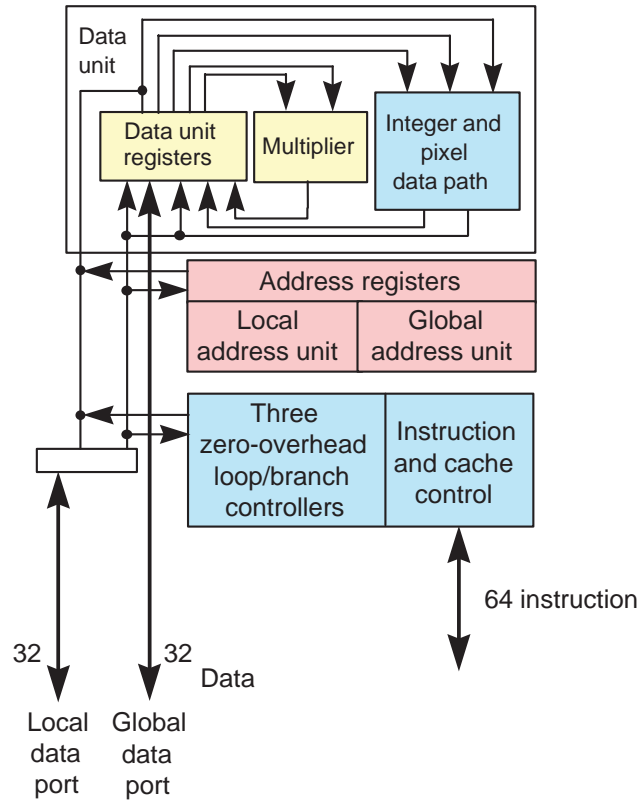 Data
unit
Data unit
registers
Multiplier
Integer and
pixel
data path
Address registers
Local
address unit
Global
address unit
Three
zero-overhead
loop/branch
controllers
Instruction
and cache
control
64 instruction
32
32
Data
Local
data
port
Global
data
port